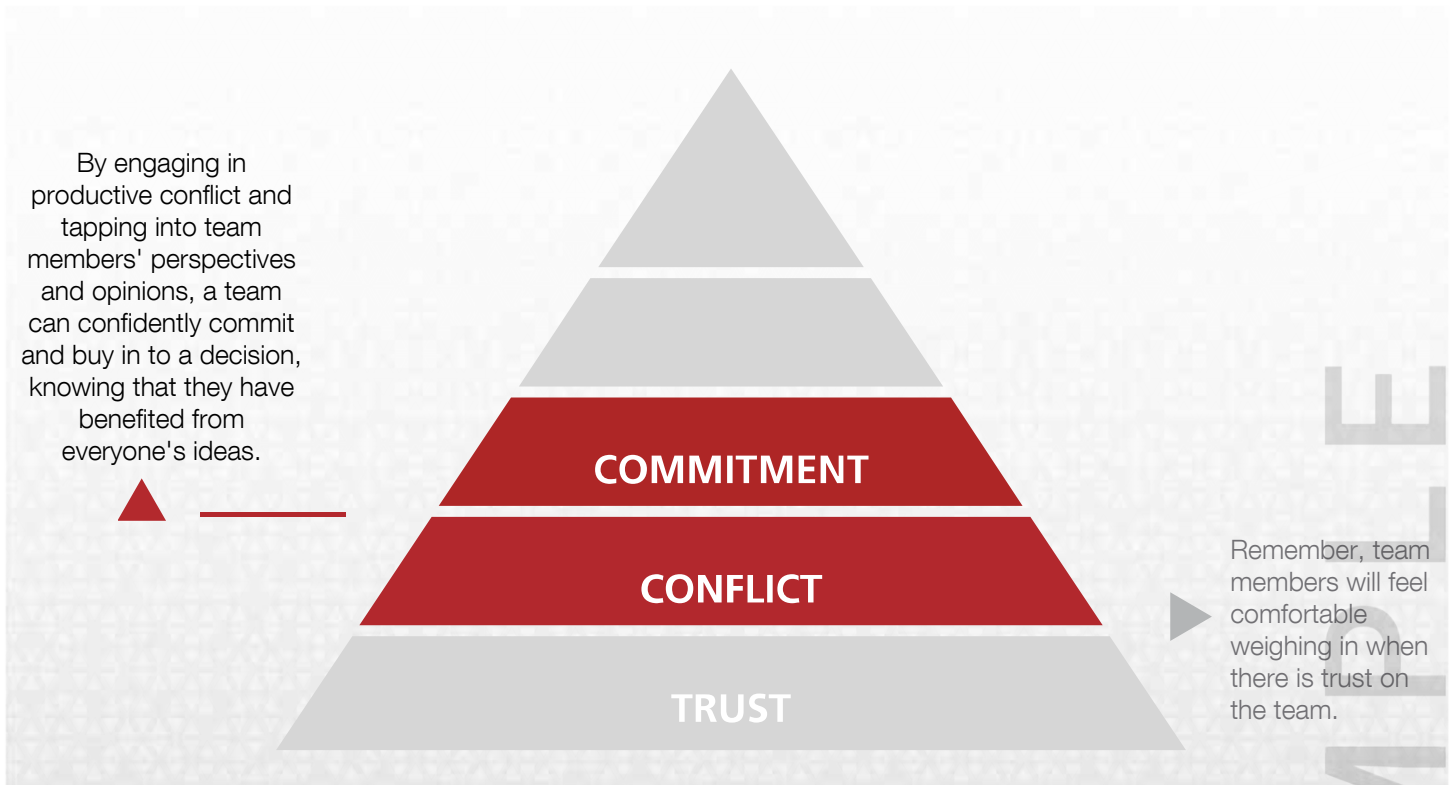 By engaging in
productive conflict and
tapping into team
members' perspectives
and opinions, a team
can confidently commit
and buy in to a decision,
knowing that they have
benefited from
everyone's ideas.
COMMITMENT
CONFLICT
TRUST
Remember, team
members will feel
comfortable
weighing in when
there is trust on
the team.
MPLE